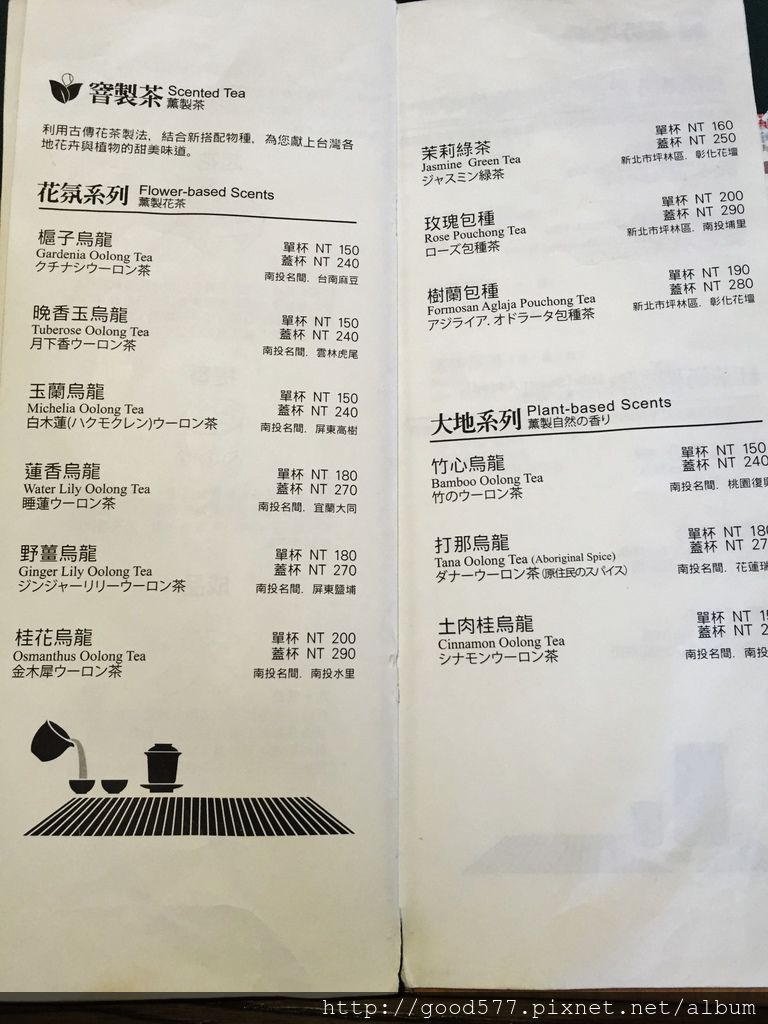 窨製茶 Scented Tea
薰製茶
利用古傳花茶製法，結合新搭配物種，為您獻上台灣各
地花卉與植物的甜美味道。
花氛系列 Flower-based Scents
薰製花茶
梔子烏龍
Gardenia Oolong Tea
クチナシウーロン茶
單杯 NT 150
蓋杯 NT 240
南投名間．台南麻豆
晚香玉烏龍
Tuberose Oolong Tea
月下香ウーロン茶
單杯 NT 150
蓋杯 NT 240
南投名間．雲林虎尾
玉蘭烏龍
Michelia Oolong Tea
白木蓮(ハクモクレン)ウーロン茶
單杯 NT 150
蓋杯 NT 240
南投名間．屏東高樹
蓮香烏龍
Water Lily Oolong Tea
睡蓮ウーロン茶
單杯 NT 180
蓋杯 NT 270
南投名間．宜蘭大同
野薑烏龍
Ginger Lily Oolong Tea
ジンジャーリリーウーロン茶
單杯 NT 180
蓋杯 NT 270
南投名間．屏東鹽埔
桂花烏龍
Osmanthus Oolong Tea
金木犀ウーロン茶
單杯 NT 200
蓋杯 NT 290
南投名間．南投水里
茉莉綠茶
Jasmine Green Tea
ジャスミン緑茶
單杯 NT 160
蓋杯 NT 250
新北市坪林區．彰化花壇
玫瑰包種
Rose Pouchong Tea
ローズ包種茶
單杯 NT 200
蓋杯 NT 290
新北市坪林區．南投埔里
樹蘭包種
Formosan Aglaja Pouchong Tea
アジライア．オドラータ包種茶
單杯 NT 190
蓋杯 NT 280
新北市坪林區．彰化花壇
大地系列 Plant-based Scents
薰製自然の香り
竹心烏龍
Bamboo Oolong Tea
竹のウーロン茶
單杯 NT 150
蓋杯 NT 240
南投名間．桃園復
打那烏龍
Tana Oolong Tea (Aboriginal Spice)
ダナーウーロン茶(原住民のスパイス)
單杯 NT 180
蓋杯 NT 27
南投名間．花蓮瑞
土肉桂烏龍
Cinnamon Oolong Tea
シナモンウーロン茶
單杯 NT 1
蓋杯 NT 2
南投名間．南投
http://good577.pixnet.net/album